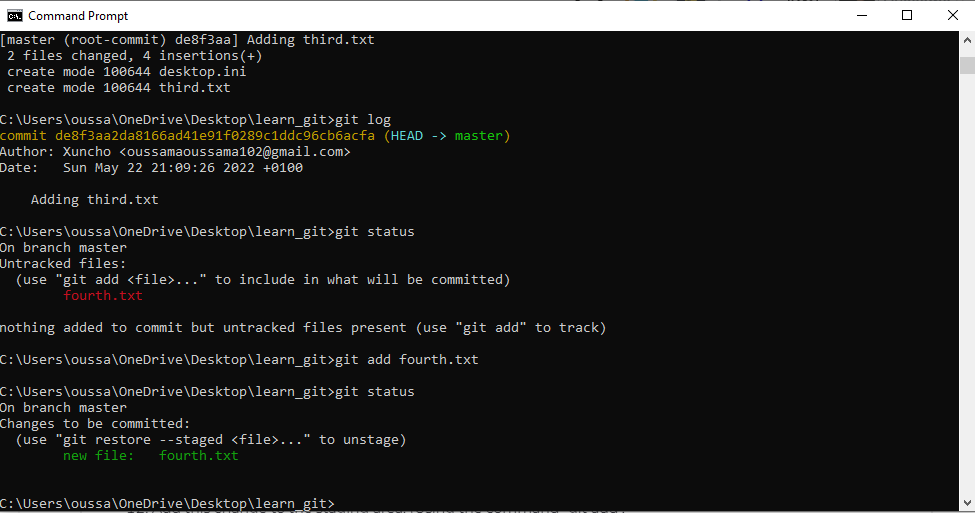 Command Prompt
[master (root-commit) de8f3aa] Adding third.txt
 2 files changed, 4 insertions(+)
 create mode 100644 desktop.ini
 create mode 100644 third.txt

C:\Users\oussa\OneDrive\Desktop\learn_git>git log
commit de8f3aa2da8166ad41e91f0289c1ddc96cb6acfa (HEAD -> master)
Author: Xuncho <oussamaoussama102@gmail.com>
Date:   Sun May 22 21:09:26 2022 +0100

    Adding third.txt

C:\Users\oussa\OneDrive\Desktop\learn_git>git status
On branch master
Untracked files:
  (use "git add <file>..." to include in what will be committed)
        fourth.txt

nothing added to commit but untracked files present (use "git add" to track)

C:\Users\oussa\OneDrive\Desktop\learn_git>git add fourth.txt

C:\Users\oussa\OneDrive\Desktop\learn_git>git status
On branch master
Changes to be committed:
  (use "git restore --staged <file>..." to unstage)
        new file:   fourth.txt


C:\Users\oussa\OneDrive\Desktop\learn_git>